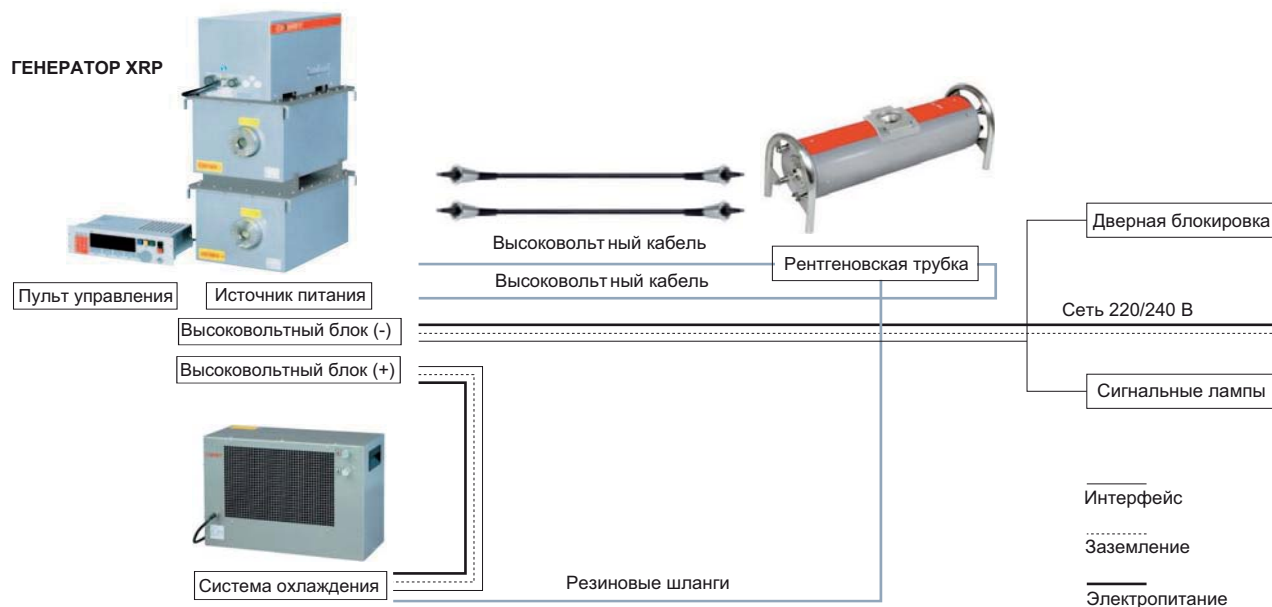 ГЕНЕРАТОР XRP
Высоковольтный кабель
Высоковольтный кабель
Рентгеновская трубка
Дверная блокировка
Пульт управления
Источник питания
Высоковольтный блок (-)
Высоковольтный блок (+)
Сеть 220/240 В
Сигнальные лампы
Интерфейс
Заземление
Электропитание
Система охлаждения
Резиновые шланги